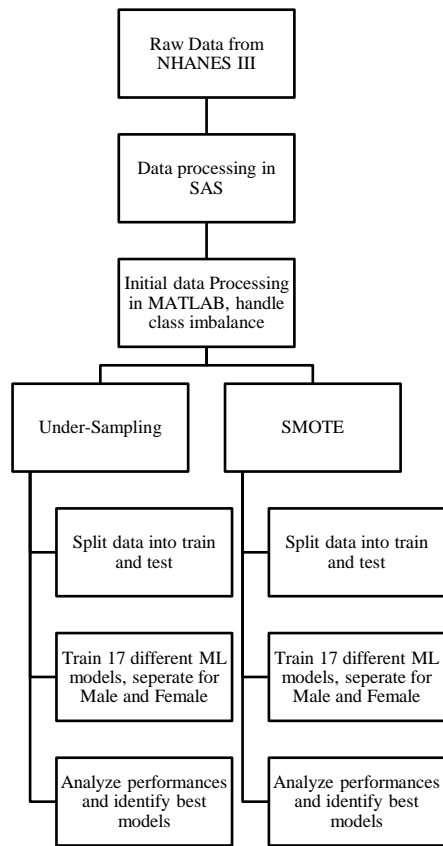 Raw Data from
NHANES III
Data processing in
SAS
Initial data Processing
in MATLAB, handle
class imbalance
Under-Sampling
SMOTE
Split data into train
and test
Split data into train
and test
Train 17 different ML
models, seperate for
Male and Female
Train 17 different ML
models, seperate for
Male and Female
Analyze performances
and identify best
models
Analyze performances
and identify best
models